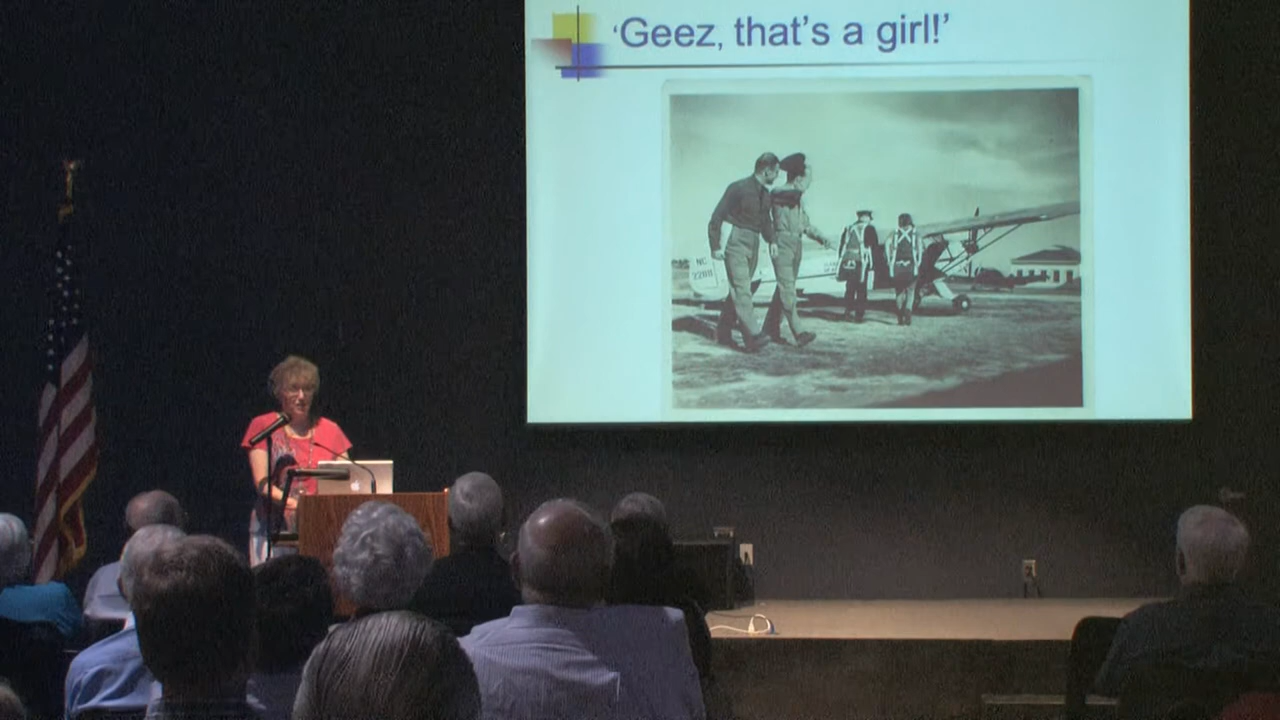 ‘Geez, that’s a girl!’
NC